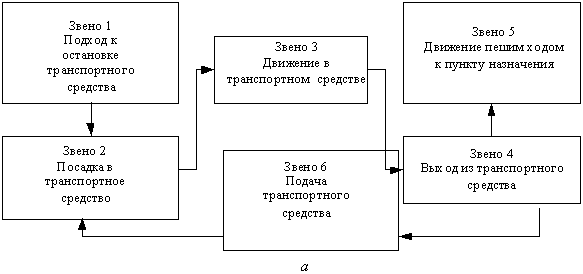 Звено 1
Подход к
остановке
транспортного
средства
Звено 3
Движение в
транспортном средстве
Звено 5
Движение пешим ходом
к пункту назначения
Звено 2
Посадка в
транспортное
средство
Звено 6
Подача
транспортного
средства
Звено 4
Выход из транспортного
средства
а